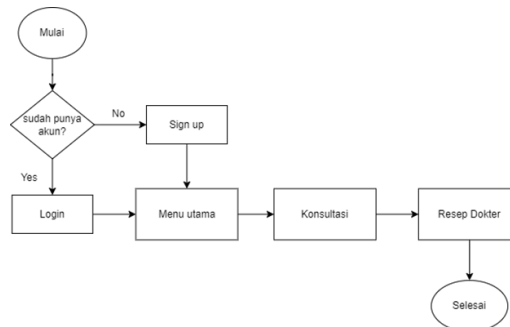 Mulai
sudah punya
akun?
No
Sign up
Yes
Login
Menu utama
Konsultasi
Resep Dokter
Selesai